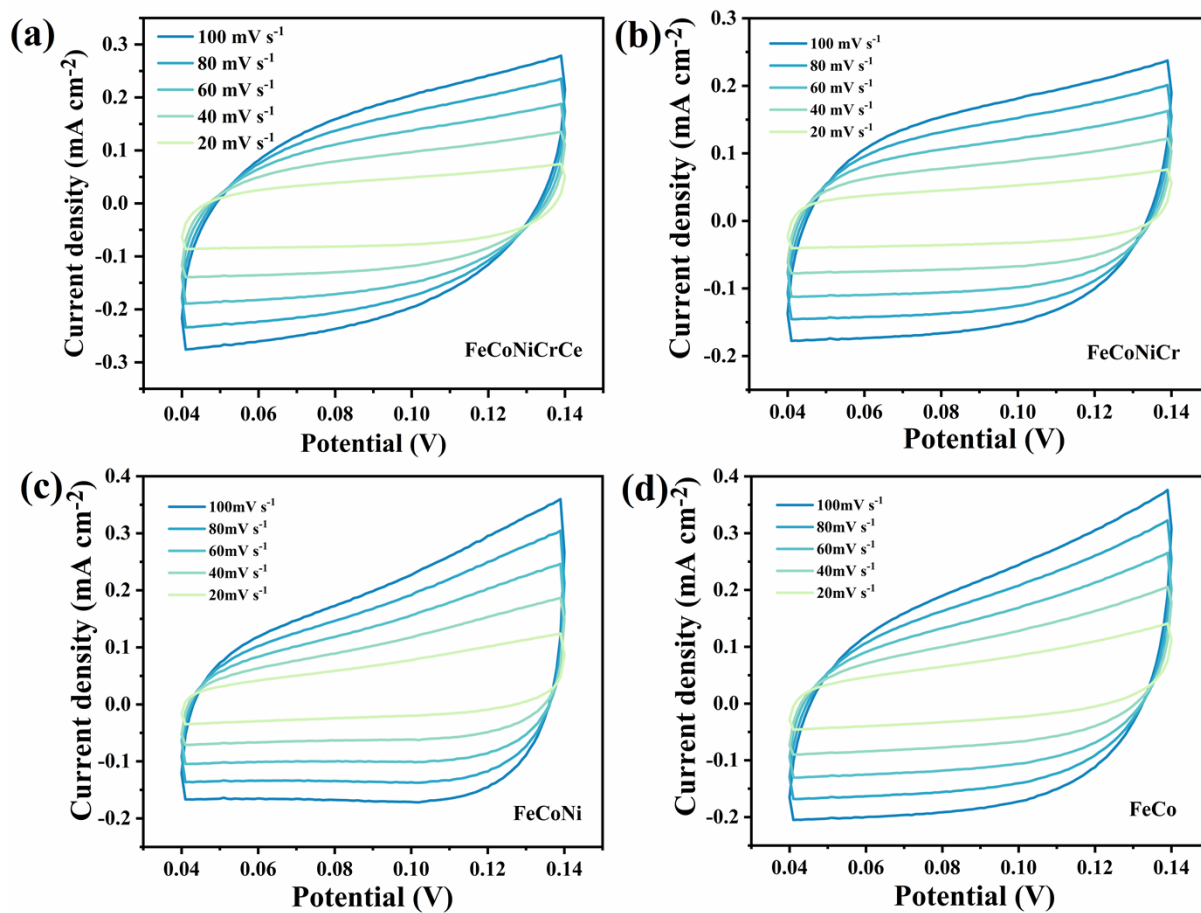 (a)
100 mV s⁻¹
80 mV s⁻¹
60 mV s⁻¹
40 mV s⁻¹
20 mV s⁻¹
0.3
0.2
0.1
0.0
-0.1
-0.2
-0.3
Current density (mA cm⁻²)
FeCoNiCrCe
0.04 0.06 0.08 0.10 0.12 0.14
Potential (V)
(b)
100 mV s⁻¹
80 mV s⁻¹
60 mV s⁻¹
40 mV s⁻¹
20 mV s⁻¹
0.3
0.2
0.1
0.0
-0.1
-0.2
Current density (mA cm⁻²)
FeCoNiCr
0.04 0.06 0.08 0.10 0.12 0.14
Potential (V)
(c)
100mV s⁻¹
80mV s⁻¹
60mV s⁻¹
40mV s⁻¹
20mV s⁻¹
0.4
0.3
0.2
0.1
0.0
-0.1
-0.2
Current density (mA cm⁻²)
FeCoNi
0.04 0.06 0.08 0.10 0.12 0.14
Potential (V)
(d)
100mV s⁻¹
80mV s⁻¹
60mV s⁻¹
40mV s⁻¹
20mV s⁻¹
0.4
0.3
0.2
0.1
0.0
-0.1
-0.2
Current density (mA cm⁻²)
FeCo
0.04 0.06 0.08 0.10 0.12 0.14
Potential (V)